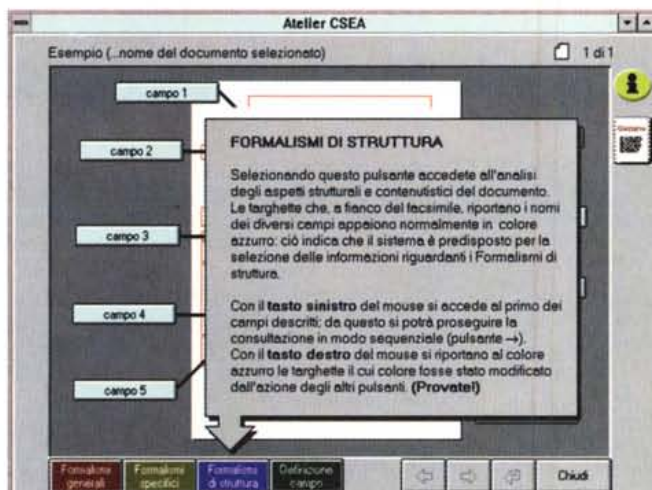 Atelier CSEA
Esempio (...nome del documento selezionato)
1 di 1
campo 1
campo 2
campo 3
campo 4
campo 5
FORMALISMI DI STRUTTURA
Selezionando questo pulsante accedete all'analisi
degli aspetti strutturali e contenutistici del documento.
Le targhette che, a fianco del facsimile, riportano i nomi
dei diversi campi appaiono normalmente in colore
azzurro: ciò indica che il sistema è predisposto per la
selezione delle informazioni riguardanti i Formalismi di
struttura.
Con il tasto sinistro del mouse si accede al primo dei
campi descritti; da questo si potrà proseguire la
consultazione in modo sequenziale (pulsante →).
Con il tasto destro del mouse si riportano al colore
azzurro le targhette il cui colore fosse stato modificato
dall'azione degli altri pulsanti. (Provate!)
Formalismi generali
Formalismi specifici
Formalismi di struttura
Definizione campo
Chiudi